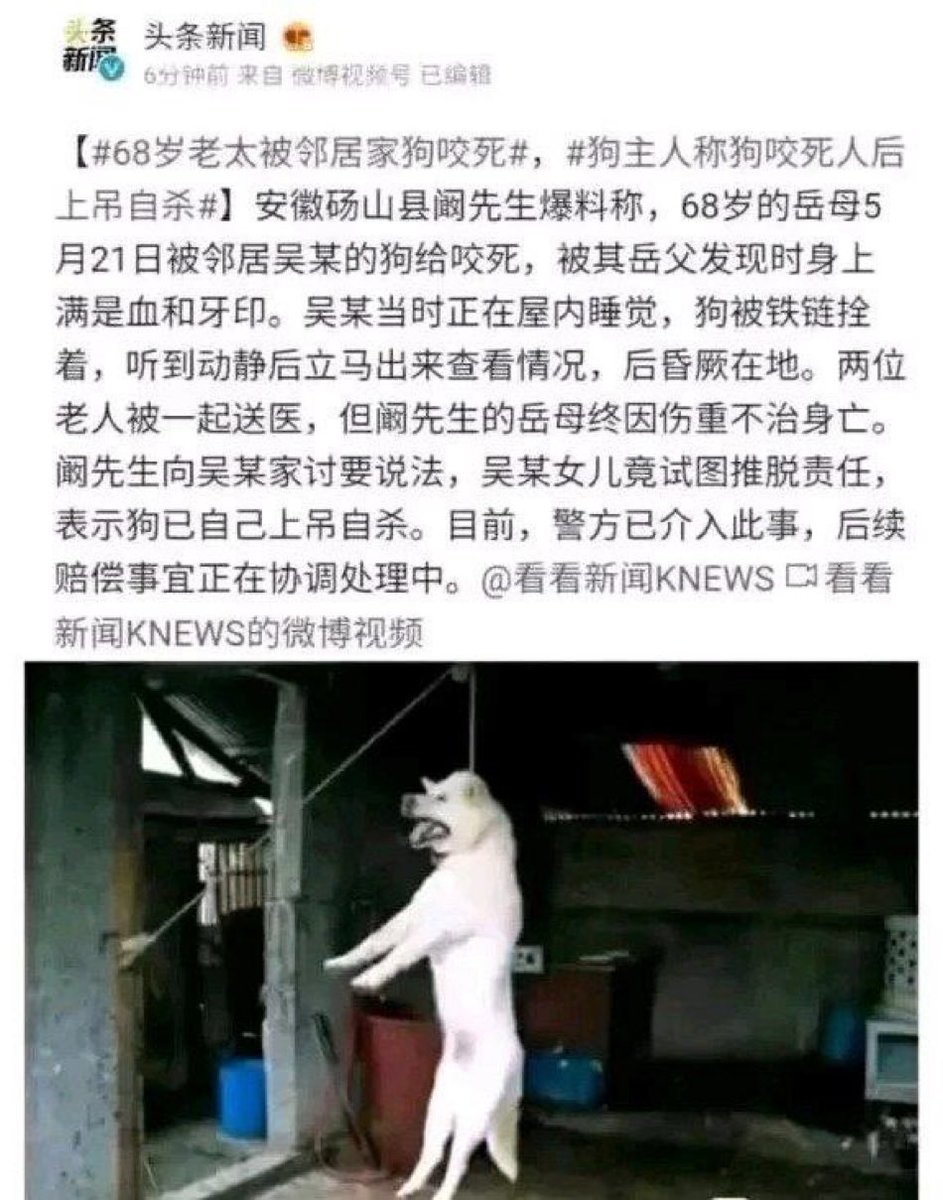 头条
新闻
头条新闻
6分钟前 来自 微博视频号 已编辑
【#68岁老太被邻居家狗咬死#，#狗主人称狗咬死人后
上吊自杀#】安徽砀山县阚先生爆料称，68岁的岳母5
月21日被邻居吴某的狗给咬死，被其岳父发现时身上
满是血和牙印。吴某当时正在屋内睡觉，狗被铁链拴
着，听到动静后立马出来查看情况，后昏厥在地。两位
老人被一起送医，但阚先生的岳母终因伤重不治身亡。
阚先生向吴某家讨要说法，吴某女儿竟试图推脱责任，
表示狗已自己上吊自杀。目前，警方已介入此事，后续
赔偿事宜正在协调处理中。@看看新闻KNEWS 看看
新闻KNEWS的微博视频